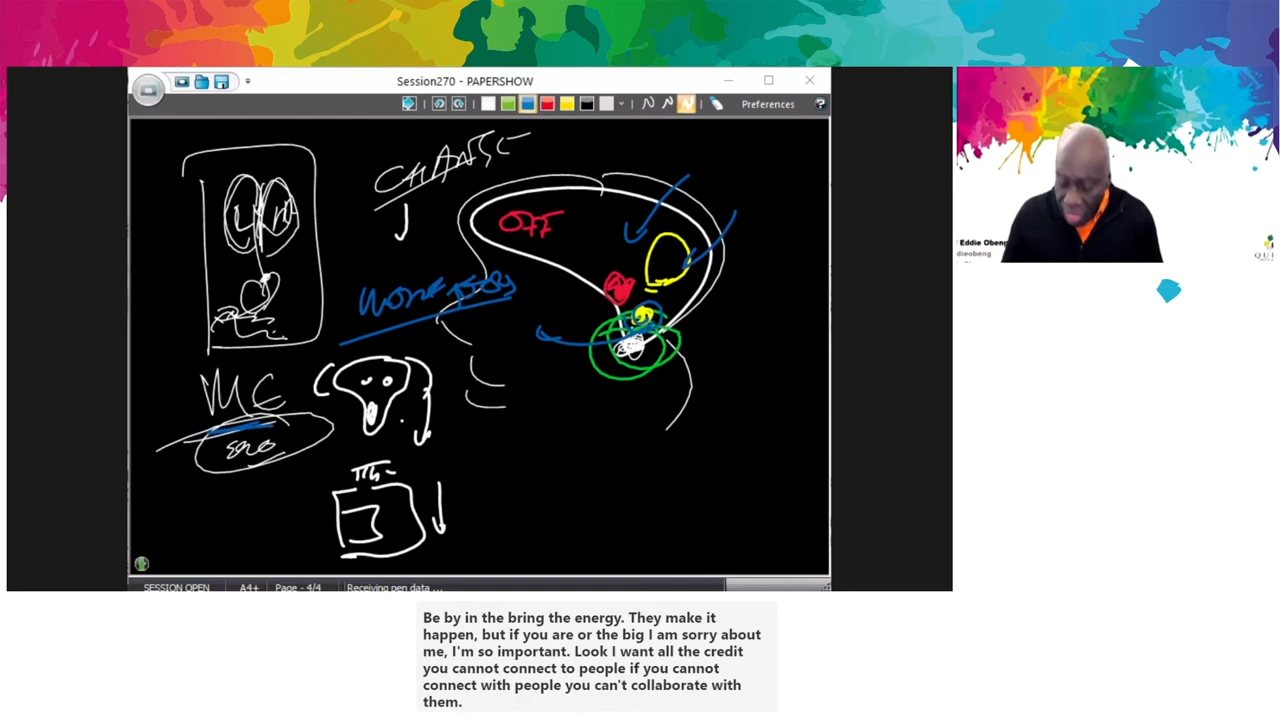 Session270 - PAPERSHOW
Preferences
?
CHANGE
OFF
ME
Eddie Obeng
dieobeng
QUI
SESSION OPEN
A4+
Page - 4/4
Receiving pen data ...
Be by in the bring the energy. They make it
happen, but if you are or the big I am sorry about
me, I'm so important. Look I want all the credit
you cannot connect to people if you cannot
connect with people you can't collaborate with
them.